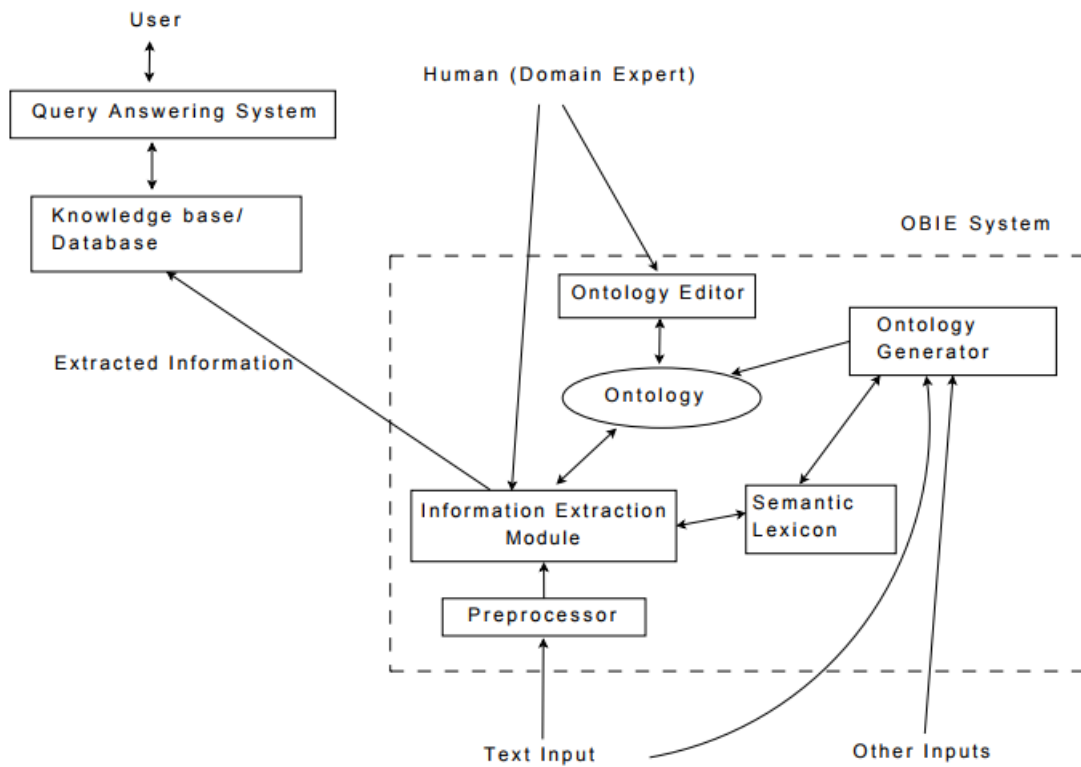 User
Human (Domain Expert)
Query Answering System
Knowledge base/
Database
OBIE System
Ontology Editor
Ontology
Generator
Extracted Information
Ontology
Information Extraction
Module
Semantic
Lexicon
Preprocessor
Text Input
Other Inputs